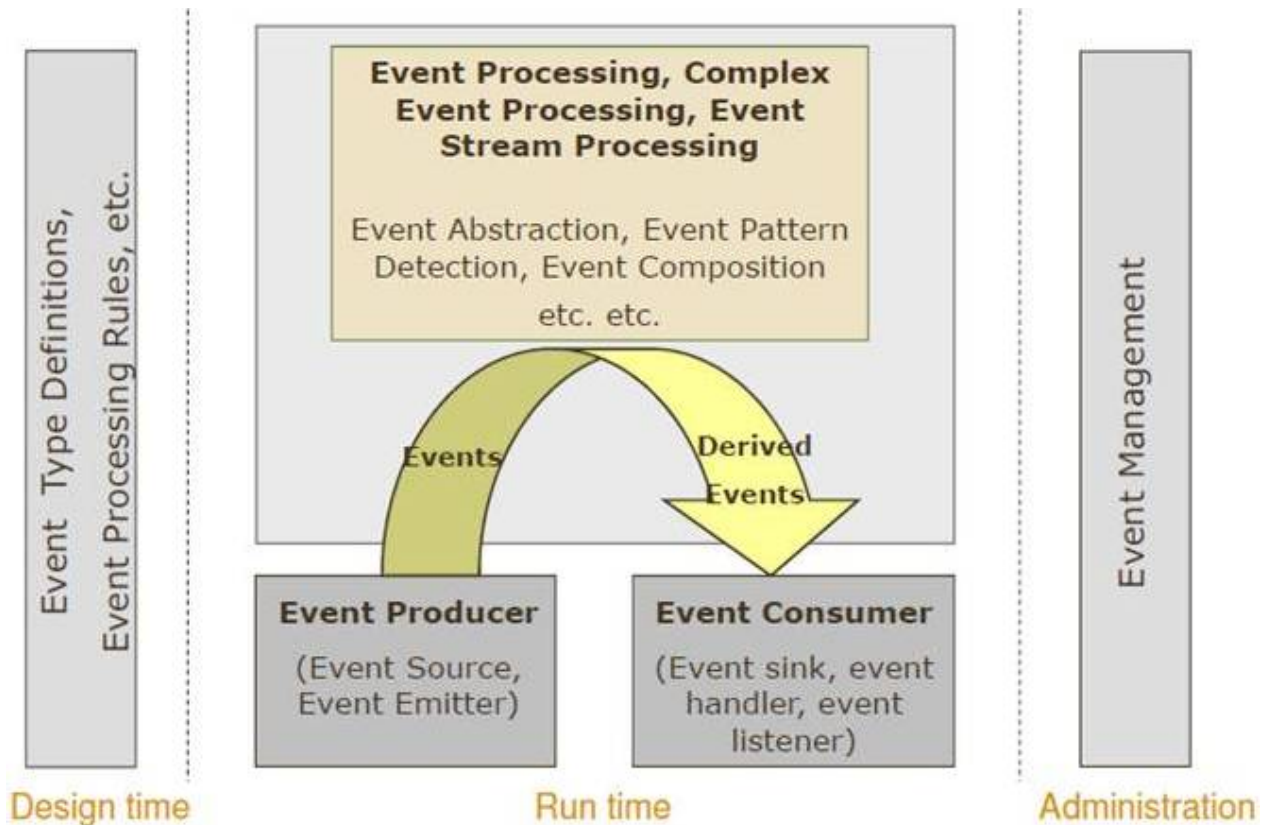 Event Type Definitions,
Event Processing Rules, etc.
Event Processing, Complex
Event Processing, Event
Stream Processing
Event Abstraction, Event Pattern
Detection, Event Composition
etc. etc.
Events
Derived
Events
Event Producer
(Event Source,
Event Emitter)
Event Consumer
(Event sink, event
handler, event
listener)
Event Management
Design time
Run time
Administration